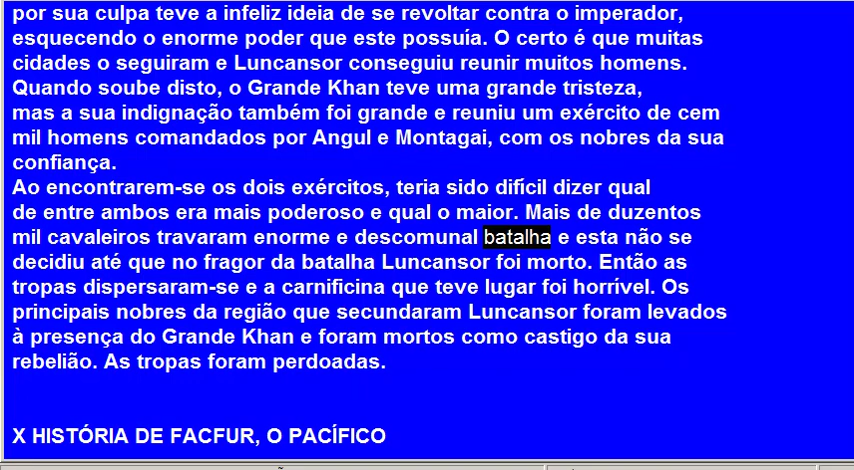 por sua culpa teve a infeliz ideia de se revoltar contra o imperador,
esquecendo o enorme poder que este possuía. O certo é que muitas
cidades o seguiram e Luncansor conseguiu reunir muitos homens.
Quando soube disto, o Grande Khan teve uma grande tristeza,
mas a sua indignação também foi grande e reuniu um exército de cem
mil homens comandados por Angul e Montagai, com os nobres da sua
confiança.
Ao encontrarem-se os dois exércitos, teria sido difícil dizer qual
de entre ambos era mais poderoso e qual o maior. Mais de duzentos
mil cavaleiros travaram enorme e descomunal batalha e esta não se
decidiu até que no fragor da batalha Luncansor foi morto. Então as
tropas dispersaram-se e a carnificina que teve lugar foi horrível. Os
principais nobres da região que secundaram Luncansor foram levados
à presença do Grande Khan e foram mortos como castigo da sua
rebelião. As tropas foram perdoadas.
X HISTÓRIA DE FACFUR, O PACÍFICO